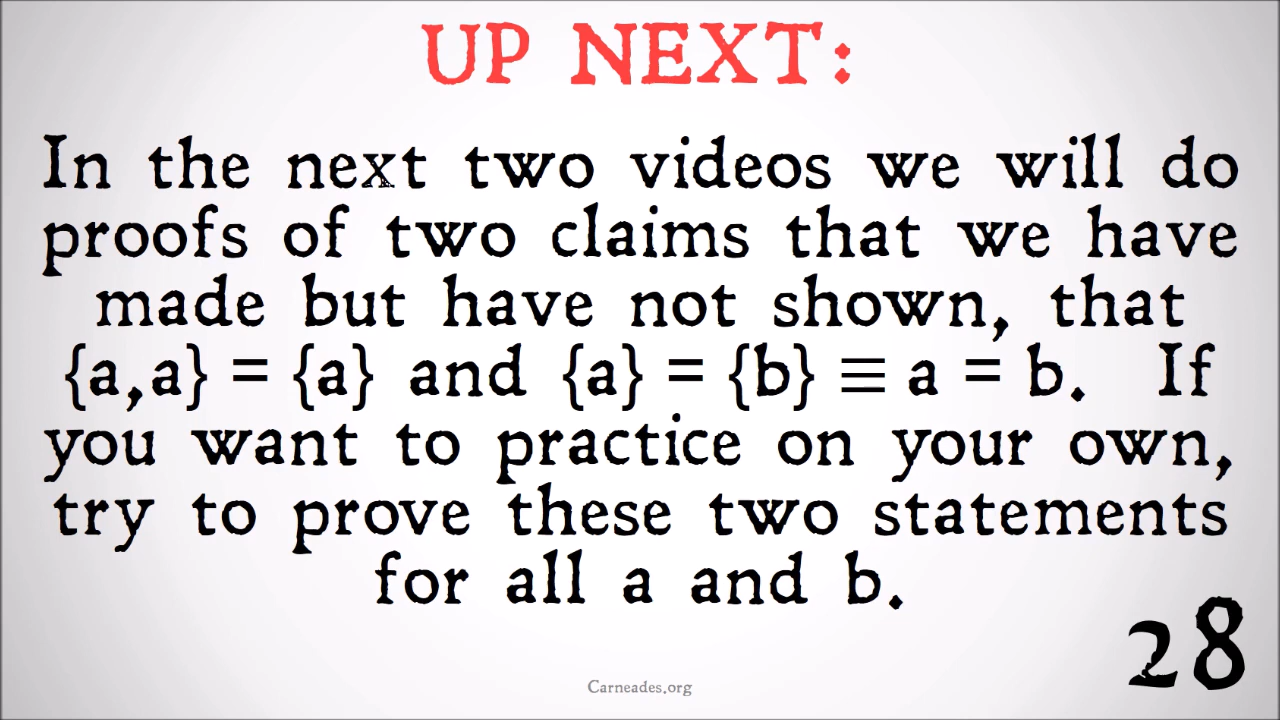 UP NEXT:
In the next two videos we will do
proofs of two claims that we have
made but have not shown, that
{a,a} = {a} and {a} = {b} ≡ a = b. If
you want to practice on your own,
try to prove these two statements
for all a and b.
28
Carneades.org